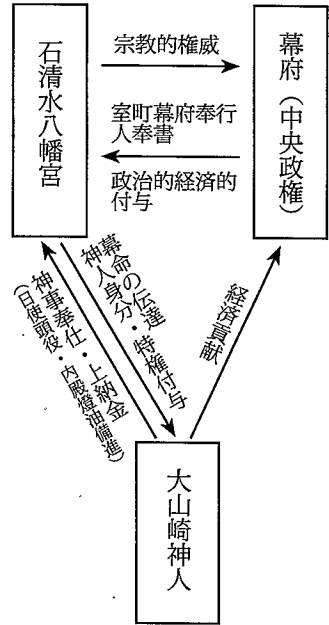 石清水八幡宮
宗教的権威
室町幕府奉行
人奉書
政治的経済的
付与
幕府（中央政権）
幕命の伝達
神人身分・特権付与
神事奉仕・上納金
（日使頭役・内殿燈油備進）
経済貢献
大山崎神人